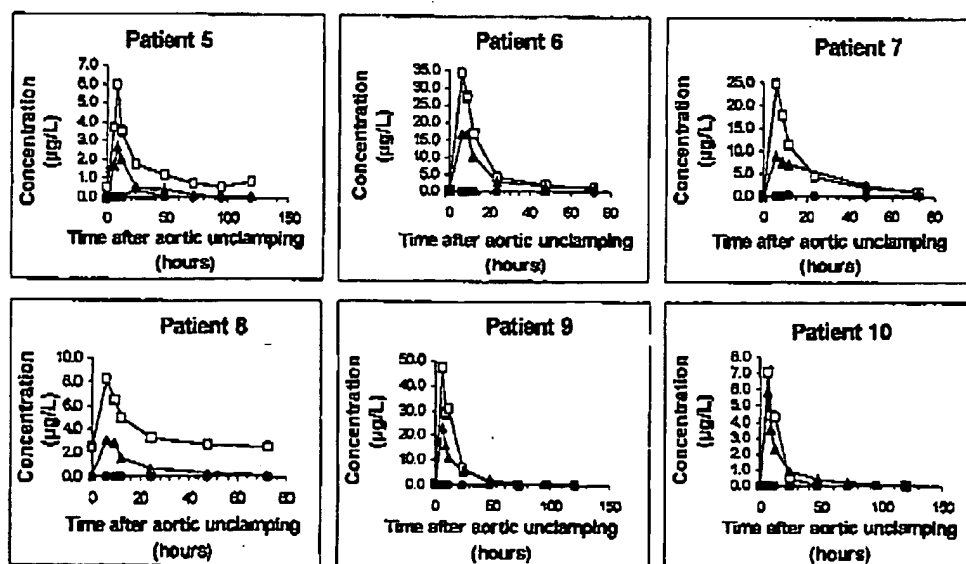 Patient 5
Concentration
(µg/L)
7.0
6.0
5.0
4.0
3.0
2.0
1.0
0.0
0 50 100 150
Time after aortic unclamping
(hours)
Patient 6
Concentration
(µg/L)
35.0
30.0
25.0
20.0
15.0
10.0
5.0
0.0
0 20 40 60 80
Time after aortic unclamping
(hours)
Patient 7
Concentration
(µg/L)
25.0
20.0
15.0
10.0
5.0
0.0
0 20 40 60 80
Time after aortic unclamping
(hours)
Patient 8
Concentration
(µg/L)
10.0
8.0
6.0
4.0
2.0
0.0
0 20 40 60 80
Time after aortic unclamping
(hours)
Patient 9
Concentration
(µg/L)
50.0
40.0
30.0
20.0
10.0
0.0
0 50 100 150
Time after aortic unclamping
(hours)
Patient 10
Concentration
(µg/L)
8.0
7.0
6.0
5.0
4.0
3.0
2.0
1.0
0.0
0 50 100 150
Time after aortic unclamping
(hours)